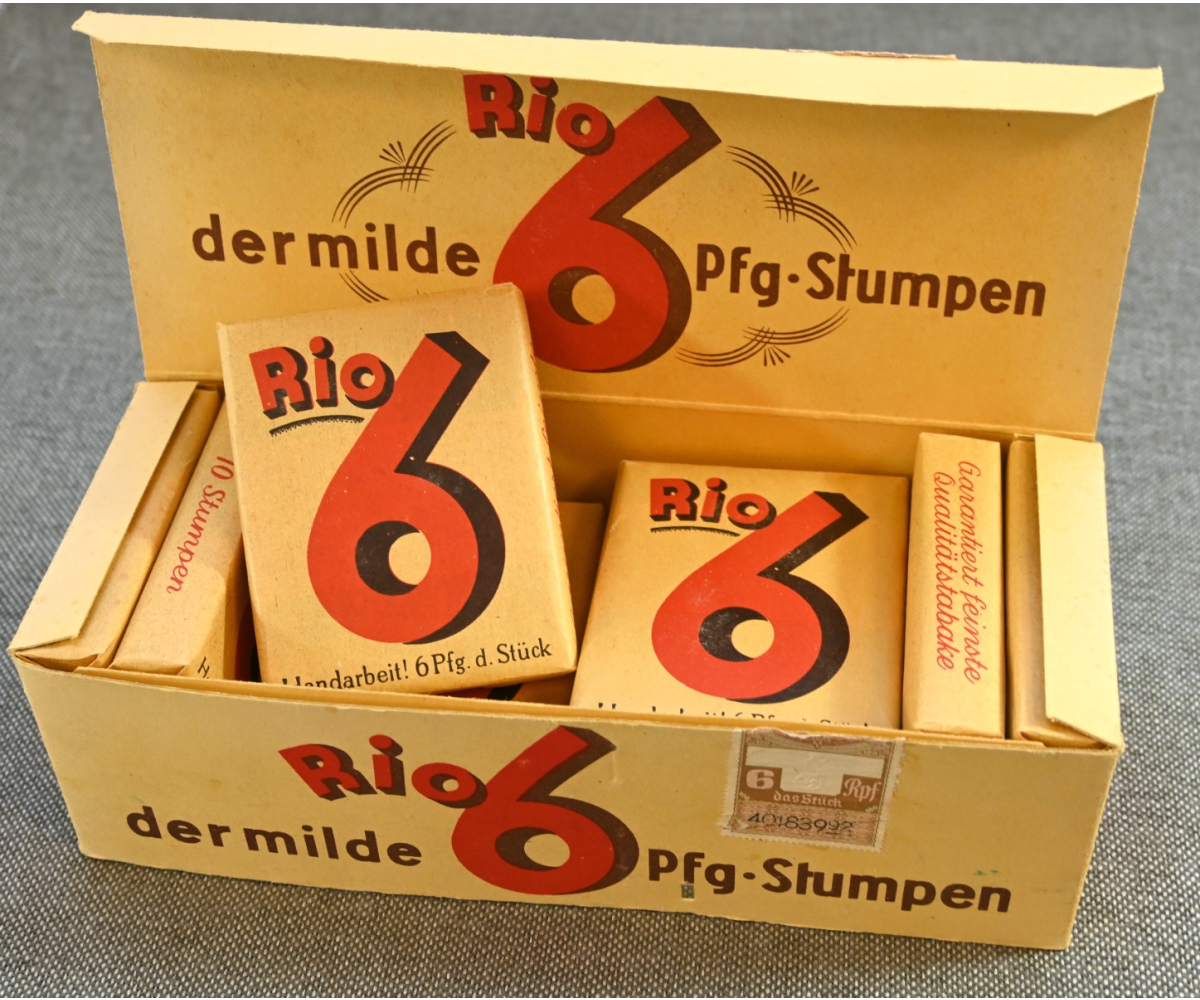 Rio
6
der milde
Pfg·Stumpen
Rio
6
Handarbeit! 6 Pfg. d. Stück
10 Stumpen
Rio
6
Garantiert feinste
Qualitätstabake
Rio
6
der milde
Pfg·Stumpen
6 Rpf
das Stück
40183992